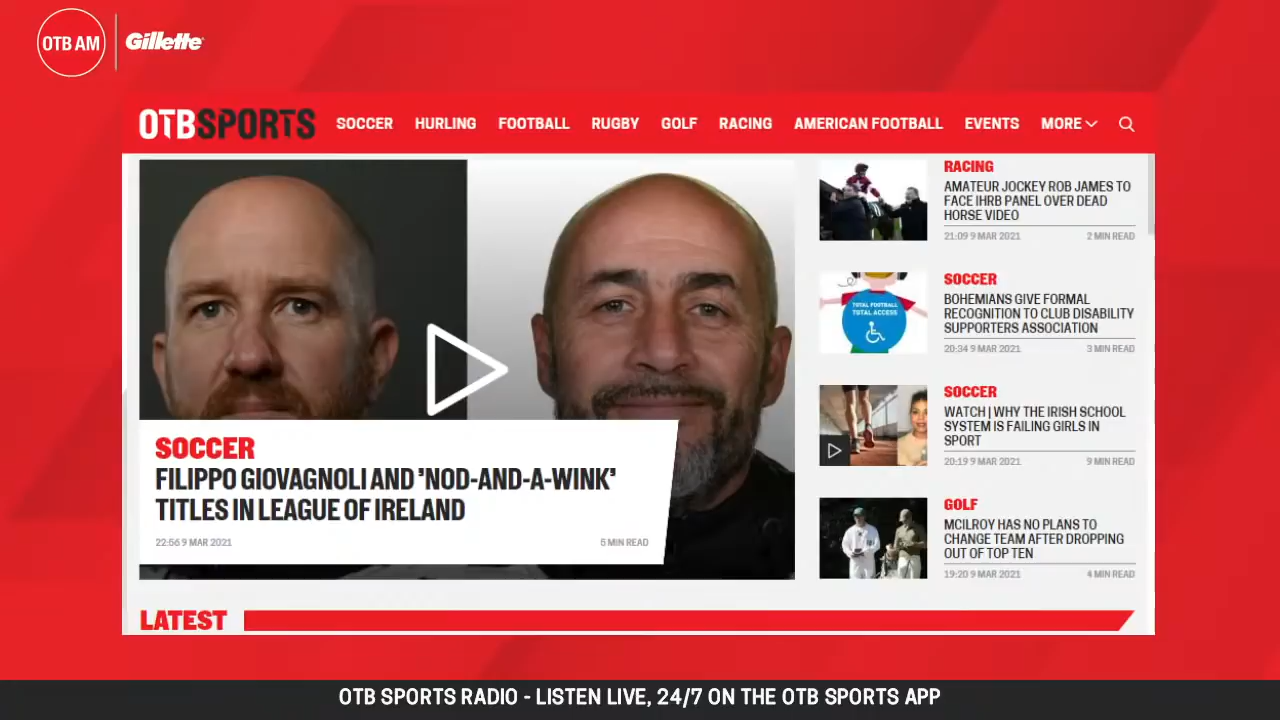 OTB AM
Gillette
OTBSPORTS
SOCCER HURLING FOOTBALL RUGBY GOLF RACING AMERICAN FOOTBALL EVENTS MORE
SOCCER
FILIPPO GIOVAGNOLI AND 'NOD-AND-A-WINK'
TITLES IN LEAGUE OF IRELAND
22:56 9 MAR 2021 5 MIN READ
RACING
AMATEUR JOCKEY ROB JAMES TO
FACE IHRB PANEL OVER DEAD
HORSE VIDEO
21:09 9 MAR 2021 2 MIN READ
TOTAL FOOTBALL
TOTAL ACCESS
SOCCER
BOHEMIANS GIVE FORMAL
RECOGNITION TO CLUB DISABILITY
SUPPORTERS ASSOCIATION
20:34 9 MAR 2021 3 MIN READ
SOCCER
WATCH | WHY THE IRISH SCHOOL
SYSTEM IS FAILING GIRLS IN
SPORT
20:19 9 MAR 2021 9 MIN READ
GOLF
MCILROY HAS NO PLANS TO
CHANGE TEAM AFTER DROPPING
OUT OF TOP TEN
19:20 9 MAR 2021 4 MIN READ
LATEST
OTB SPORTS RADIO - LISTEN LIVE, 24/7 ON THE OTB SPORTS APP